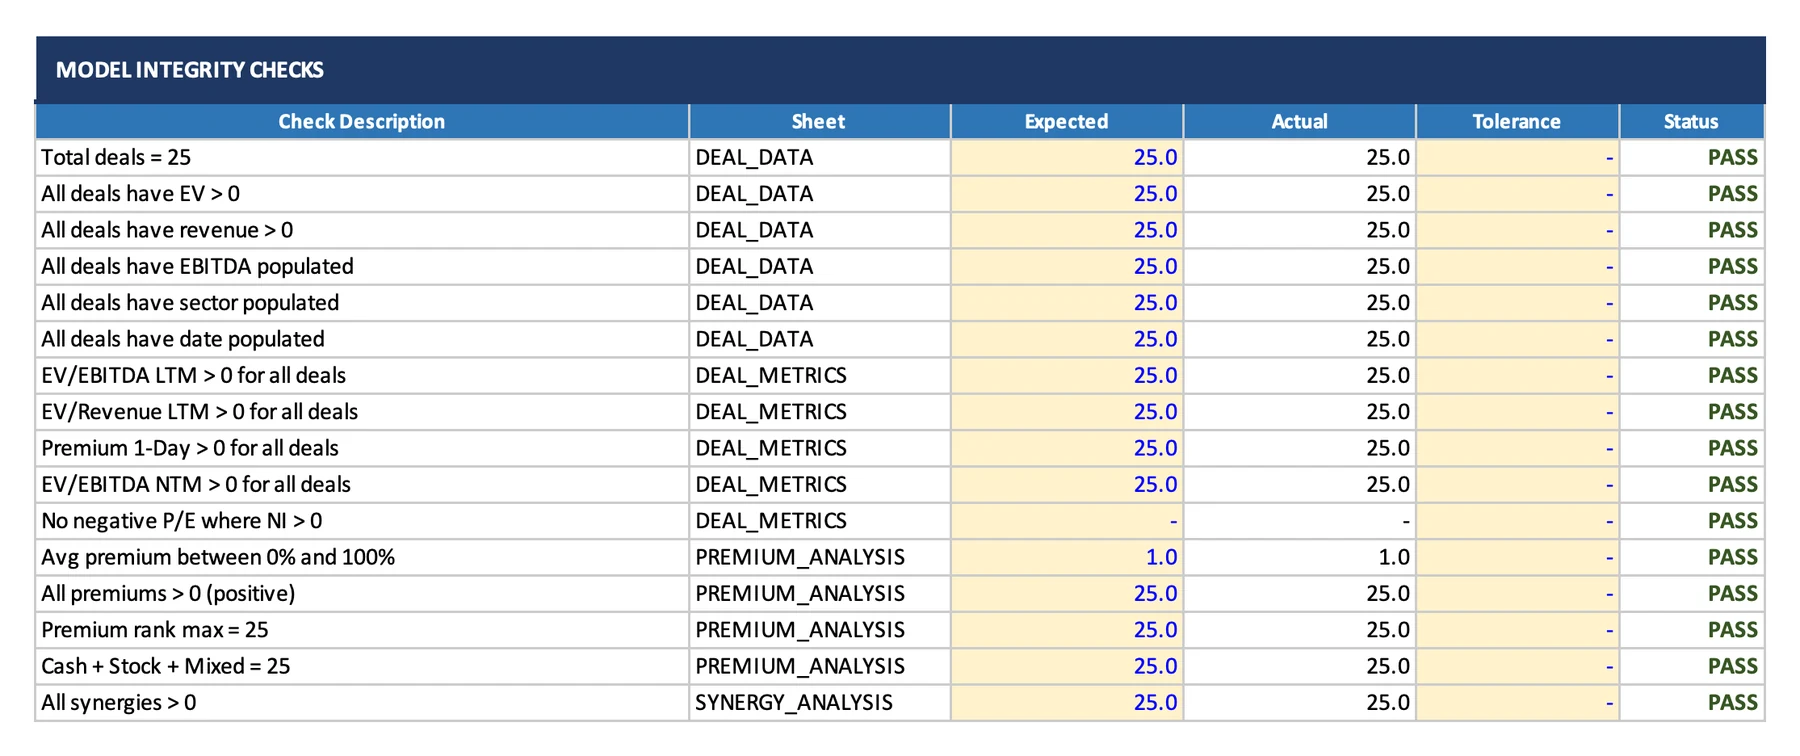 MODEL INTEGRITY CHECKS
Check Description Sheet Expected Actual Tolerance Status
Total deals = 25 DEAL_DATA 25.0 25.0 - PASS
All deals have EV > 0 DEAL_DATA 25.0 25.0 - PASS
All deals have revenue > 0 DEAL_DATA 25.0 25.0 - PASS
All deals have EBITDA populated DEAL_DATA 25.0 25.0 - PASS
All deals have sector populated DEAL_DATA 25.0 25.0 - PASS
All deals have date populated DEAL_DATA 25.0 25.0 - PASS
EV/EBITDA LTM > 0 for all deals DEAL_METRICS 25.0 25.0 - PASS
EV/Revenue LTM > 0 for all deals DEAL_METRICS 25.0 25.0 - PASS
Premium 1-Day > 0 for all deals DEAL_METRICS 25.0 25.0 - PASS
EV/EBITDA NTM > 0 for all deals DEAL_METRICS 25.0 25.0 - PASS
No negative P/E where NI > 0 DEAL_METRICS - - - PASS
Avg premium between 0% and 100% PREMIUM_ANALYSIS 1.0 1.0 - PASS
All premiums > 0 (positive) PREMIUM_ANALYSIS 25.0 25.0 - PASS
Premium rank max = 25 PREMIUM_ANALYSIS 25.0 25.0 - PASS
Cash + Stock + Mixed = 25 PREMIUM_ANALYSIS 25.0 25.0 - PASS
All synergies > 0 SYNERGY_ANALYSIS 25.0 25.0 - PASS